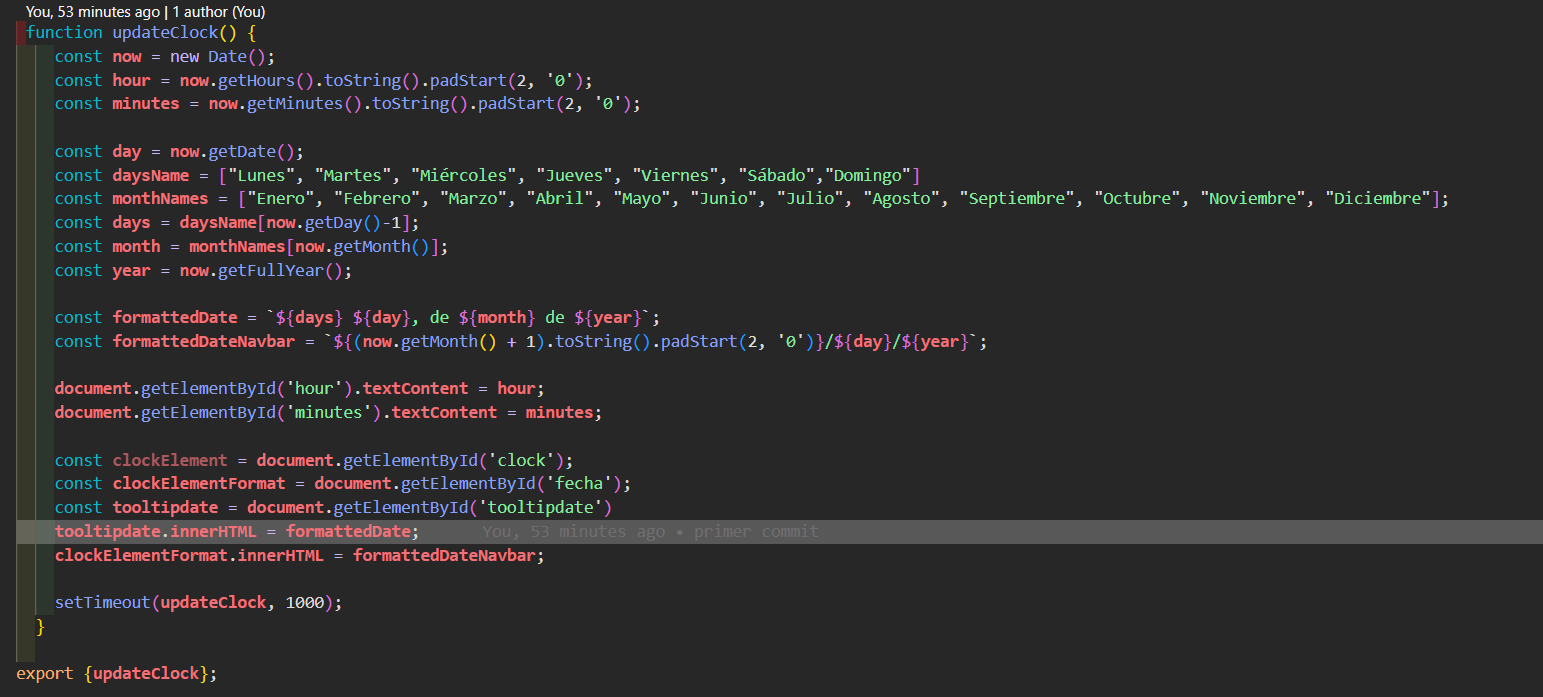 You, 53 minutes ago | 1 author (You)
function updateClock() {
const now = new Date();
const hour = now.getHours().toString().padStart(2, '0');
const minutes = now.getMinutes().toString().padStart(2, '0');
const day = now.getDate();
const daysName = ["Lunes", "Martes", "Miércoles", "Jueves", "Viernes", "Sábado","Domingo"]
const monthNames = ["Enero", "Febrero", "Marzo", "Abril", "Mayo", "Junio", "Julio", "Agosto", "Septiembre", "Octubre", "Noviembre", "Diciembre"];
const days = daysName[now.getDay()-1];
const month = monthNames[now.getMonth()];
const year = now.getFullYear();
const formattedDate = `${days} ${day}, de ${month} de ${year}`;
const formattedDateNavbar = `${(now.getMonth() + 1).toString().padStart(2, '0')}/${day}/${year}`;
document.getElementById('hour').textContent = hour;
document.getElementById('minutes').textContent = minutes;
const clockElement = document.getElementById('clock');
const clockElementFormat = document.getElementById('fecha');
const tooltipdate = document.getElementById('tooltipdate')
tooltipdate.innerHTML = formattedDate; You, 53 minutes ago • primer commit
clockElementFormat.innerHTML = formattedDateNavbar;
setTimeout(updateClock, 1000);
}
export {updateClock};